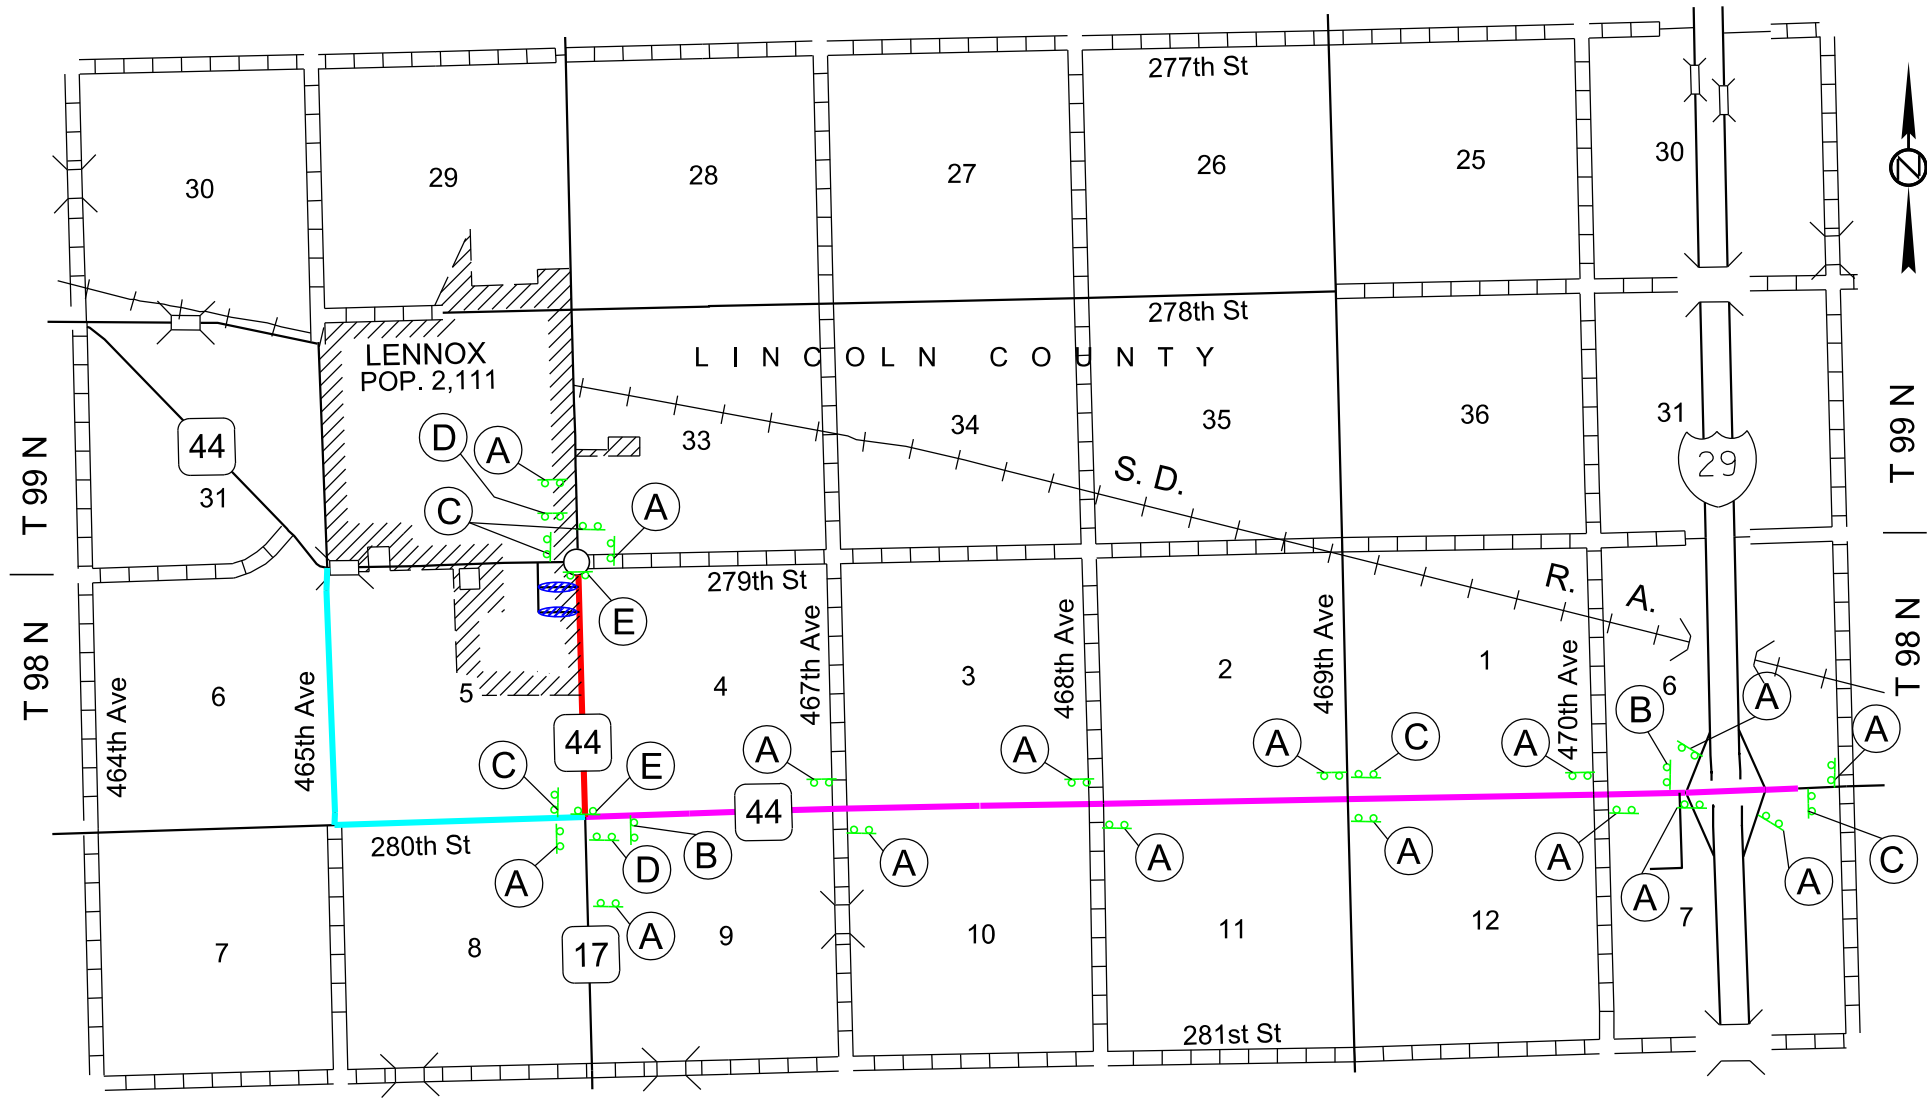 277th St
30
29
28
27
26
25
30
N
278th St
LENNOX
POP. 2,111
LINCOLN COUNTY
44
31
33
34
35
36
31
29
T 99 N
T 99 N
D
A
C
A
S. D.
R. A.
279th St
E
T 98 N
T 98 N
464th Ave
465th Ave
467th Ave
468th Ave
469th Ave
470th Ave
6
5
4
3
2
1
6
44
44
C
E
A
A
A
C
A
B
A
A
280th St
A
D
B
A
A
A
A
A
A
A
C
A
17
7
8
9
10
11
12
7
281st St